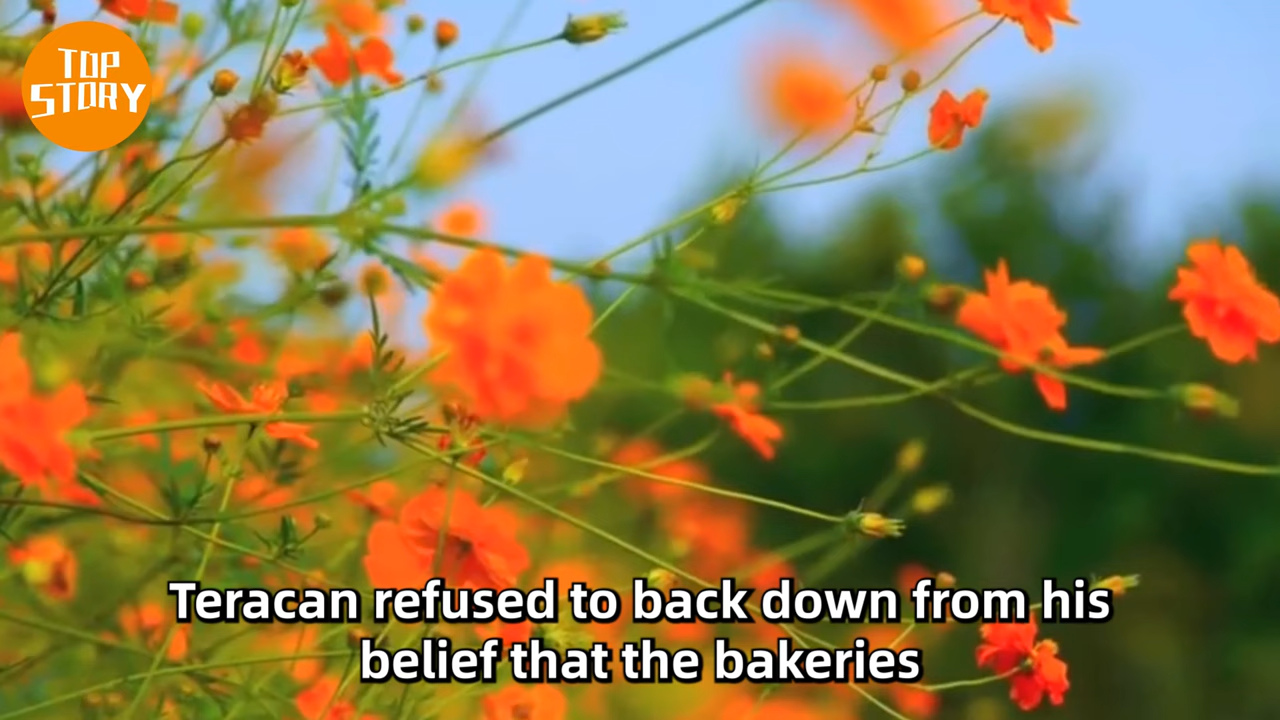 TOP
STORY
Teracan refused to back down from his
belief that the bakeries